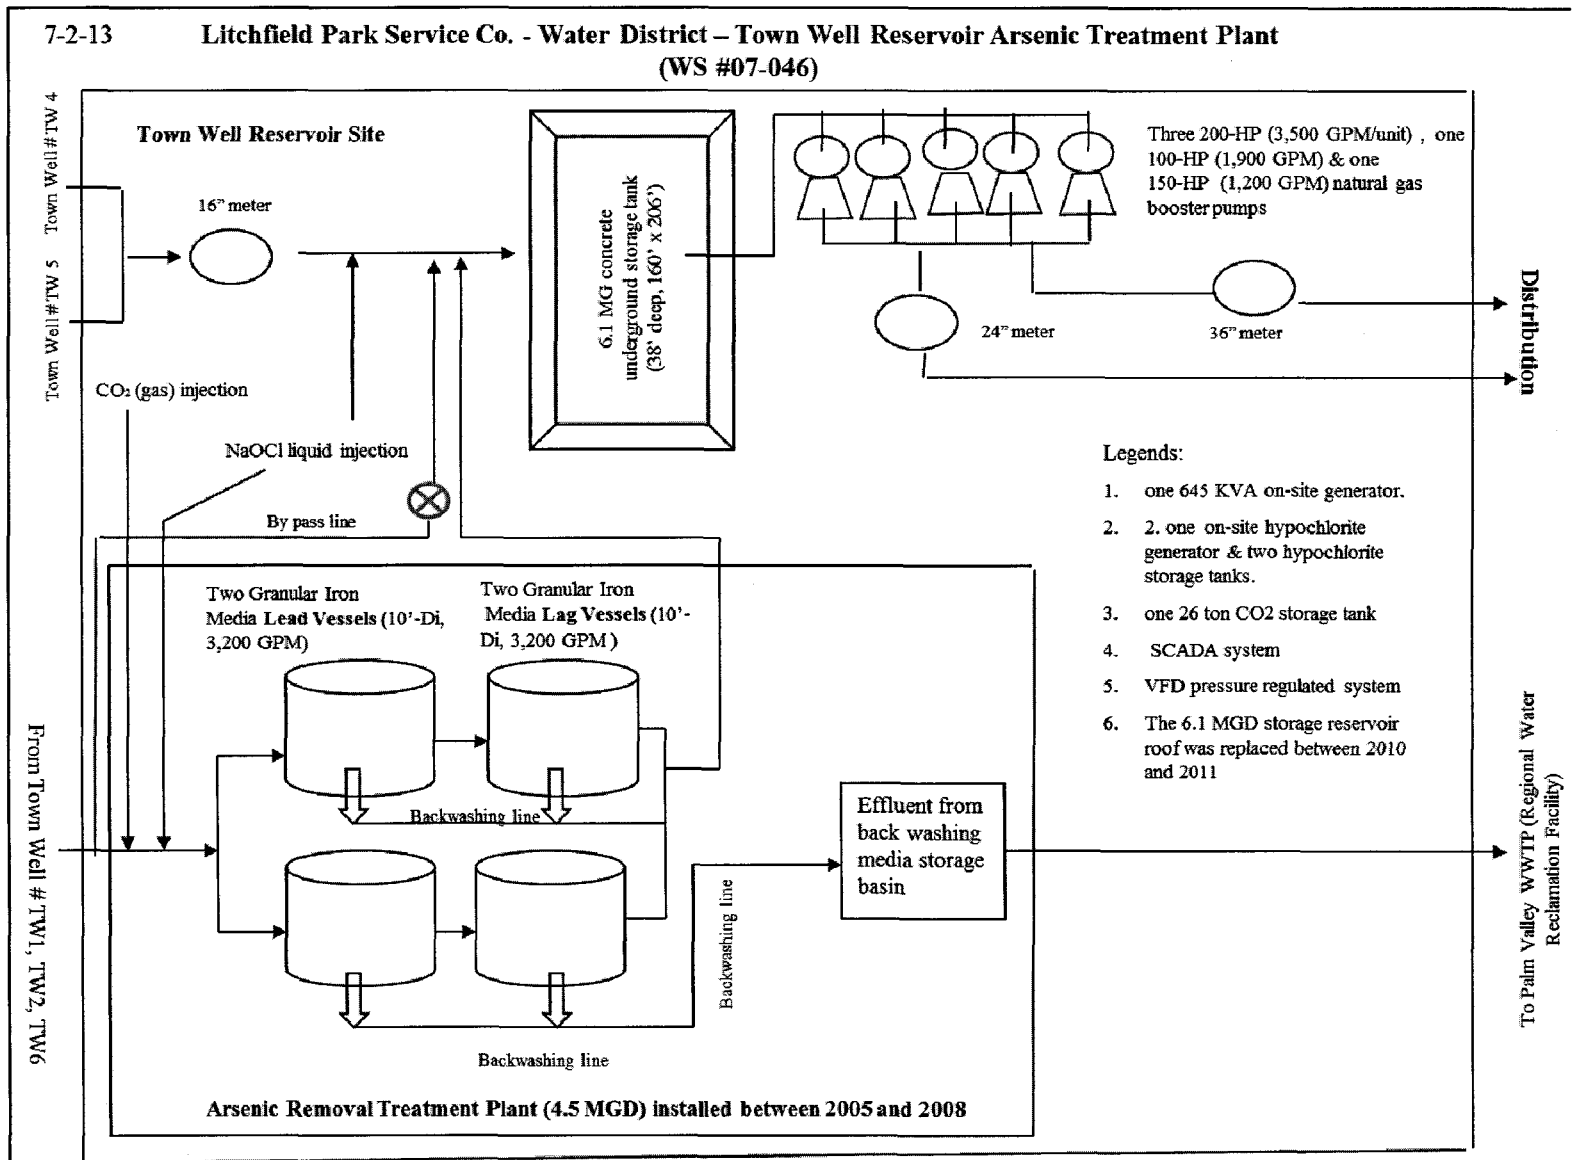 7-2-13
Litchfield Park Service Co. - Water District – Town Well Reservoir Arsenic Treatment Plant
(WS #07-046)
Town Well#TW 4
Town Well#TW 5
Town Well Reservoir Site
16” meter
6.1 MG concrete
underground storage tank
(38’ deep, 160’ x 206’)
Three 200-HP (3,500 GPM/unit) , one
100-HP (1,900 GPM) & one
150-HP (1,200 GPM) natural gas
booster pumps
24” meter
36” meter
Distribution
CO₂ (gas) injection
NaOCl liquid injection
By pass line
Legends:
1. one 645 KVA on-site generator.
2. 2. one on-site hypochlorite
generator & two hypochlorite
storage tanks.
3. one 26 ton CO2 storage tank
4. SCADA system
5. VFD pressure regulated system
6. The 6.1 MGD storage reservoir
roof was replaced between 2010
and 2011
Two Granular Iron
Media Lead Vessels (10’-Di,
3,200 GPM)
Two Granular Iron
Media Lag Vessels (10’-
Di, 3,200 GPM )
From Town Well # TW1, TW2, TW6
Backwashing line
Backwashing line
Backwashing line
Effluent from
back washing
media storage
basin
To Palm Valley WWTP (Regional Water
Reclamation Facility)
Arsenic Removal Treatment Plant (4.5 MGD) installed between 2005 and 2008